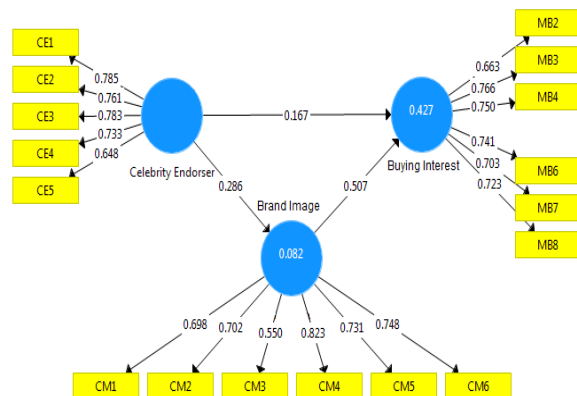 CE1
CE2
CE3
CE4
CE5
0.785
0.761
0.783
0.733
0.648
Celebrity Endorser
0.167
0.286
0.507
Brand Image
0.082
0.427
Buying Interest
0.663
0.766
0.750
0.741
0.703
0.723
MB2
MB3
MB4
MB6
MB7
MB8
0.698
0.702
0.550
0.823
0.731
0.748
CM1
CM2
CM3
CM4
CM5
CM6